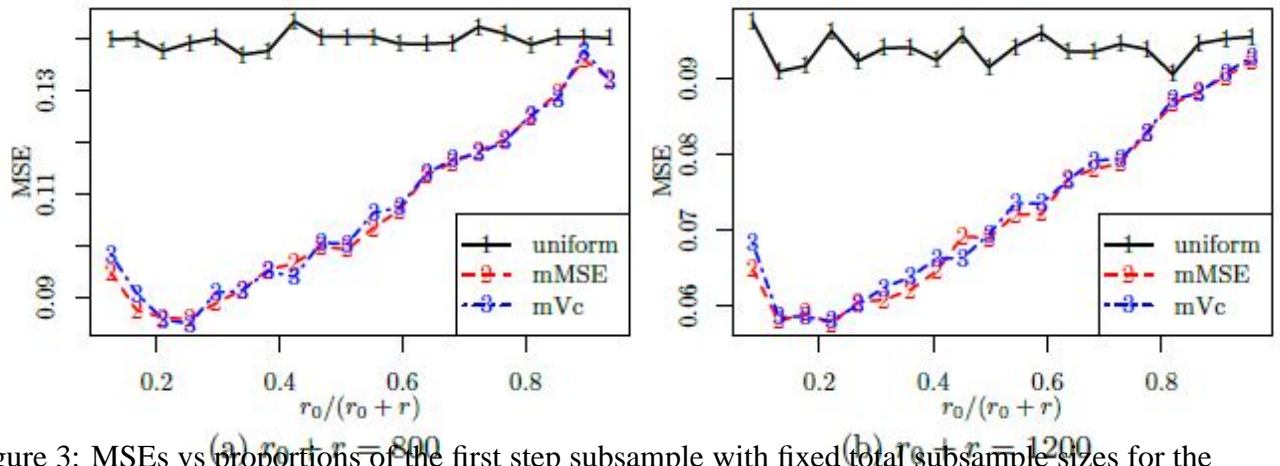 MSE
0.13
0.11
0.09
uniform
mMSE
mVc
0.2 0.4 0.6 0.8
r₀/(r₀ + r)
(a) r₀ + r = 800
MSE
0.09
0.08
0.07
0.06
uniform
mMSE
mVc
0.2 0.4 0.6 0.8
r₀/(r₀ + r)
(b) r₀ + r = 1200
gure 3: MSEs vs proportions of the first step subsample with fixed total subsample sizes for the